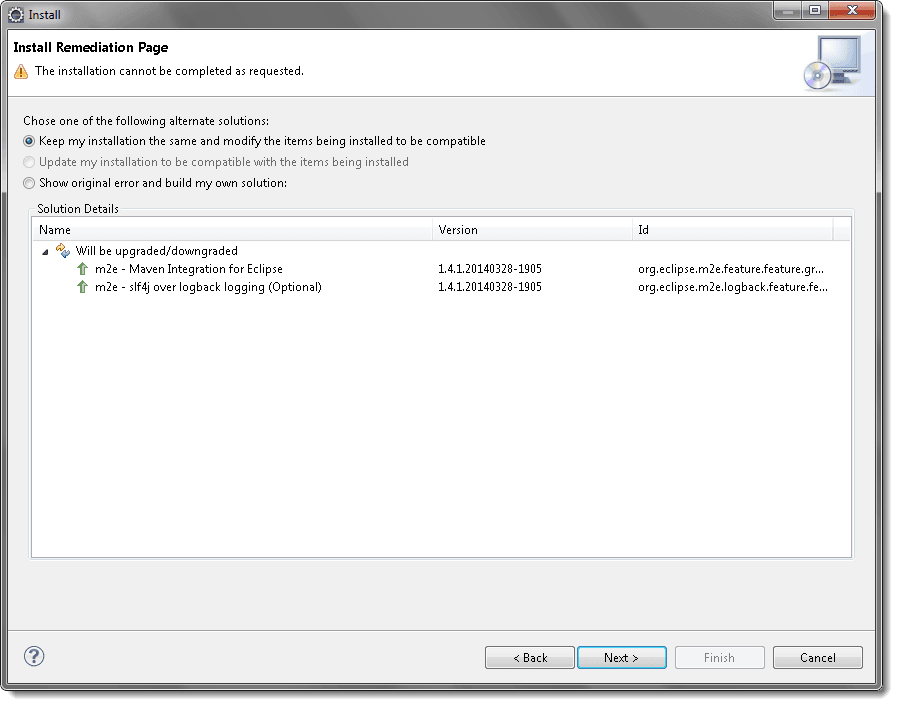 Install
Install Remediation Page
The installation cannot be completed as requested.
Chose one of the following alternate solutions:
Keep my installation the same and modify the items being installed to be compatible
Update my installation to be compatible with the items being installed
Show original error and build my own solution:
Solution Details
Name Version Id
Will be upgraded/downgraded
m2e - Maven Integration for Eclipse 1.4.1.20140328-1905 org.eclipse.m2e.feature.feature.gr...
m2e - slf4j over logback logging (Optional) 1.4.1.20140328-1905 org.eclipse.m2e.logback.feature.fe...
? < Back Next > Finish Cancel